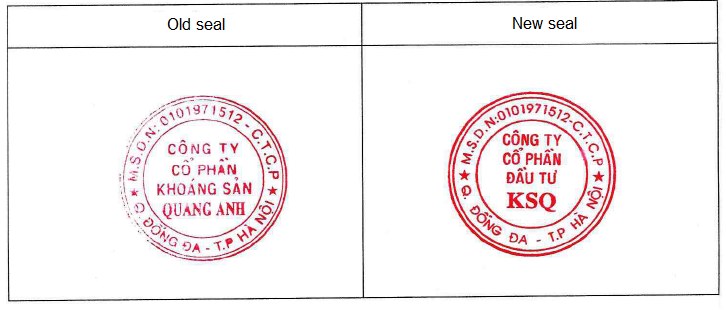 Old seal
New seal
M.S.D.N: 0101971512 - C.T.C.P
CÔNG TY
CỔ PHẦN
KHOÁNG SẢN
QUANG ANH
★ Q. ĐỐNG ĐA - T.P HÀ NỘI ★
M.S.D.N:0101971512-C.T.C.P
CÔNG TY
CỔ PHẦN
ĐẦU TƯ
KSQ
★ Q. ĐỐNG ĐA - T.P HÀ NỘI ★